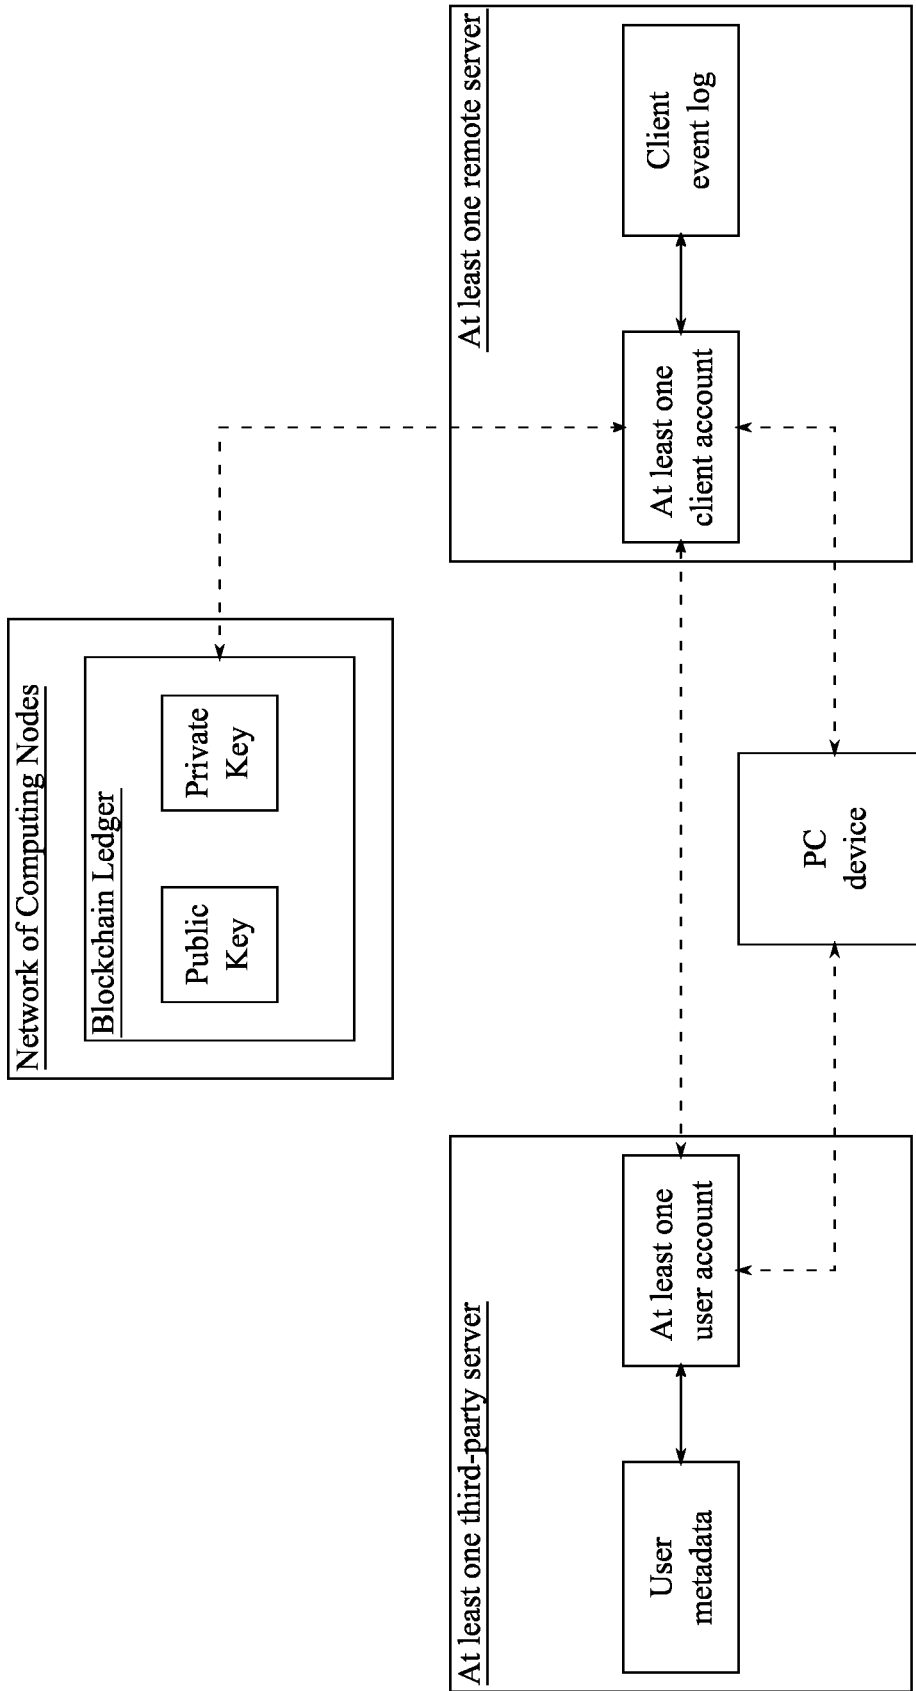 Network of Computing Nodes
Blockchain Ledger
Public
Key
Private
Key
At least one third-party server
User
metadata
At least one
user account
PC
device
At least one remote server
At least one
client account
Client
event log